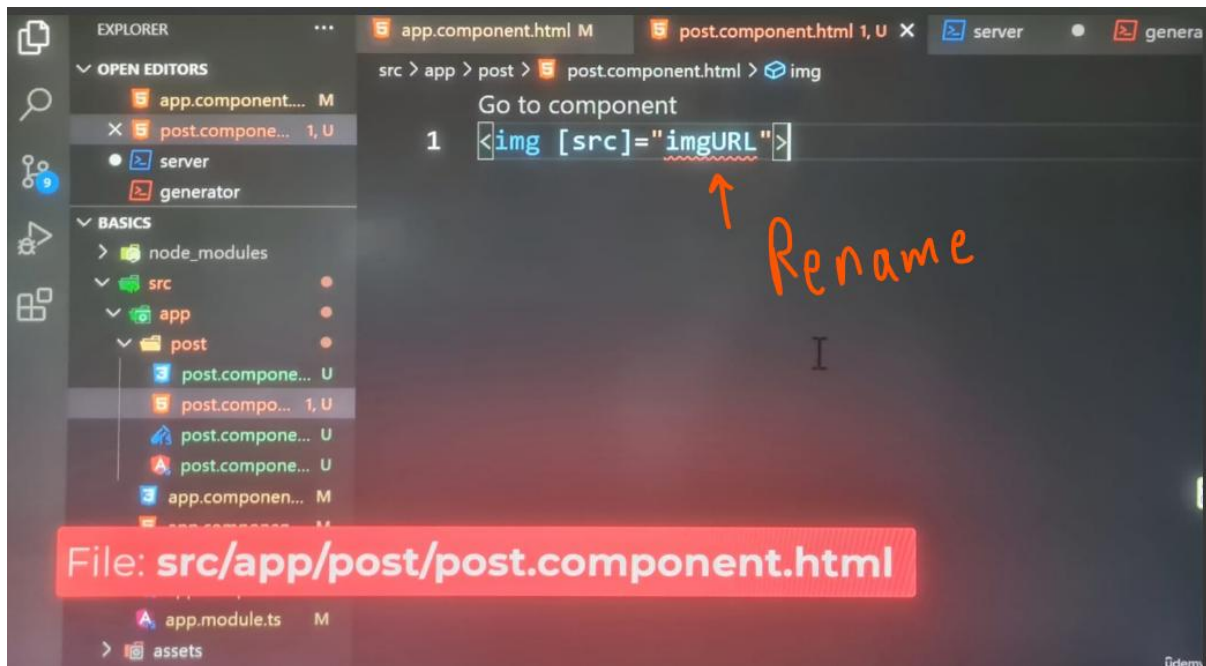 EXPLORER ...
OPEN EDITORS
app.component.... M
post.compone... 1, U
server
generator
BASICS
node_modules
src
app
post
post.compone... U
post.compo... 1, U
post.compone... U
post.compone... U
app.componen... M
app.module.ts M
assets
9
app.component.html M
post.component.html 1, U
server
genera
src > app > post > post.component.html > img
Go to component
1 <img [src]="imgURL">
Rename
File: src/app/post/post.component.html
ûdemy